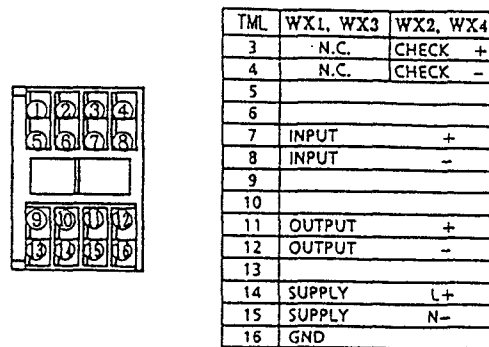 TML WX1, WX3 WX2, WX4
3 N.C. CHECK +
4 N.C. CHECK -
5
6
7 INPUT +
8 INPUT -
9
10
11 OUTPUT +
12 OUTPUT -
13
14 SUPPLY L+
15 SUPPLY N-
16 GND
1 2 3 4
5 6 7 8
9 10 11 12
13 14 15 16